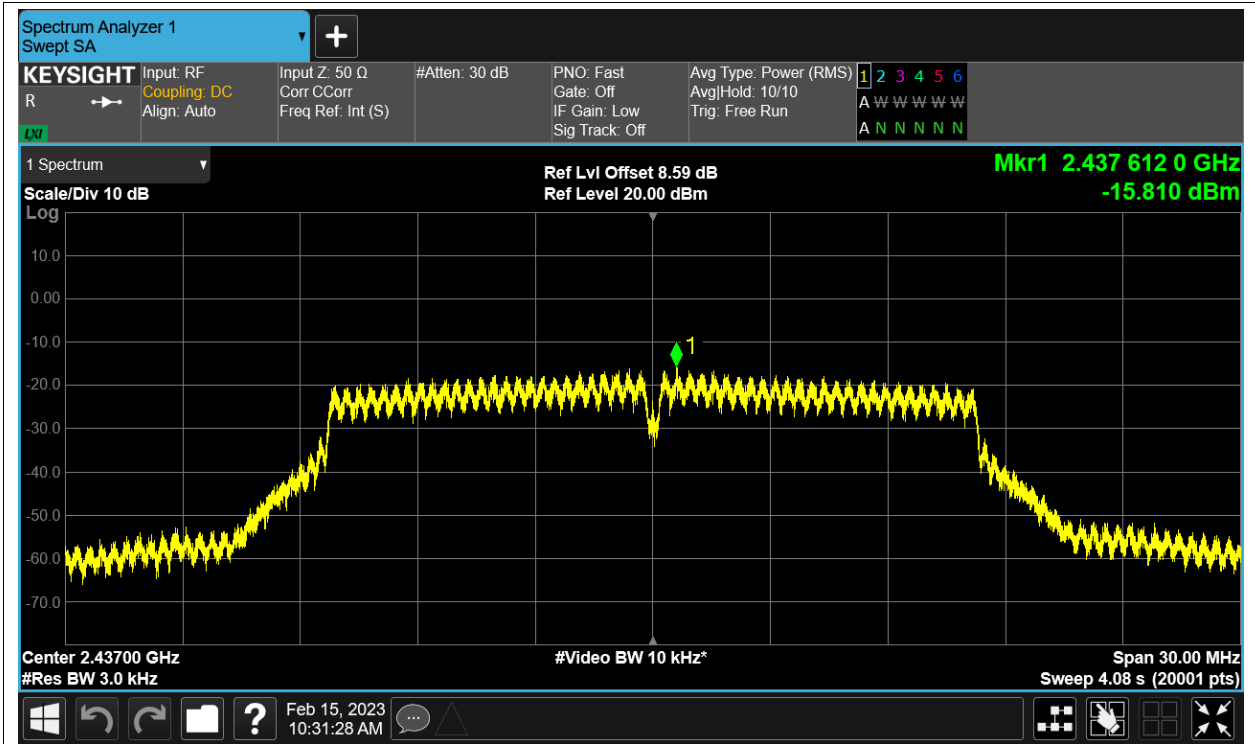 Spectrum Analyzer 1
Swept SA
KEYSIGHT
R
LXI
Input: RF
Coupling: DC
Align: Auto
Input Z: 50 Ω
Corr CCorr
Freq Ref: Int (S)
#Atten: 30 dB
PNO: Fast
Gate: Off
IF Gain: Low
Sig Track: Off
Avg Type: Power (RMS)
Avg|Hold: 10/10
Trig: Free Run
1 2 3 4 5 6
A W W W W W
A N N N N N
1 Spectrum
Scale/Div 10 dB
Log
Ref Lvl Offset 8.59 dB
Ref Level 20.00 dBm
Mkr1 2.437 612 0 GHz
-15.810 dBm
10.0
0.00
-10.0
1
-20.0
-30.0
-40.0
-50.0
-60.0
-70.0
Center 2.43700 GHz
#Res BW 3.0 kHz
#Video BW 10 kHz*
Span 30.00 MHz
Sweep 4.08 s (20001 pts)
?
Feb 15, 2023
10:31:28 AM